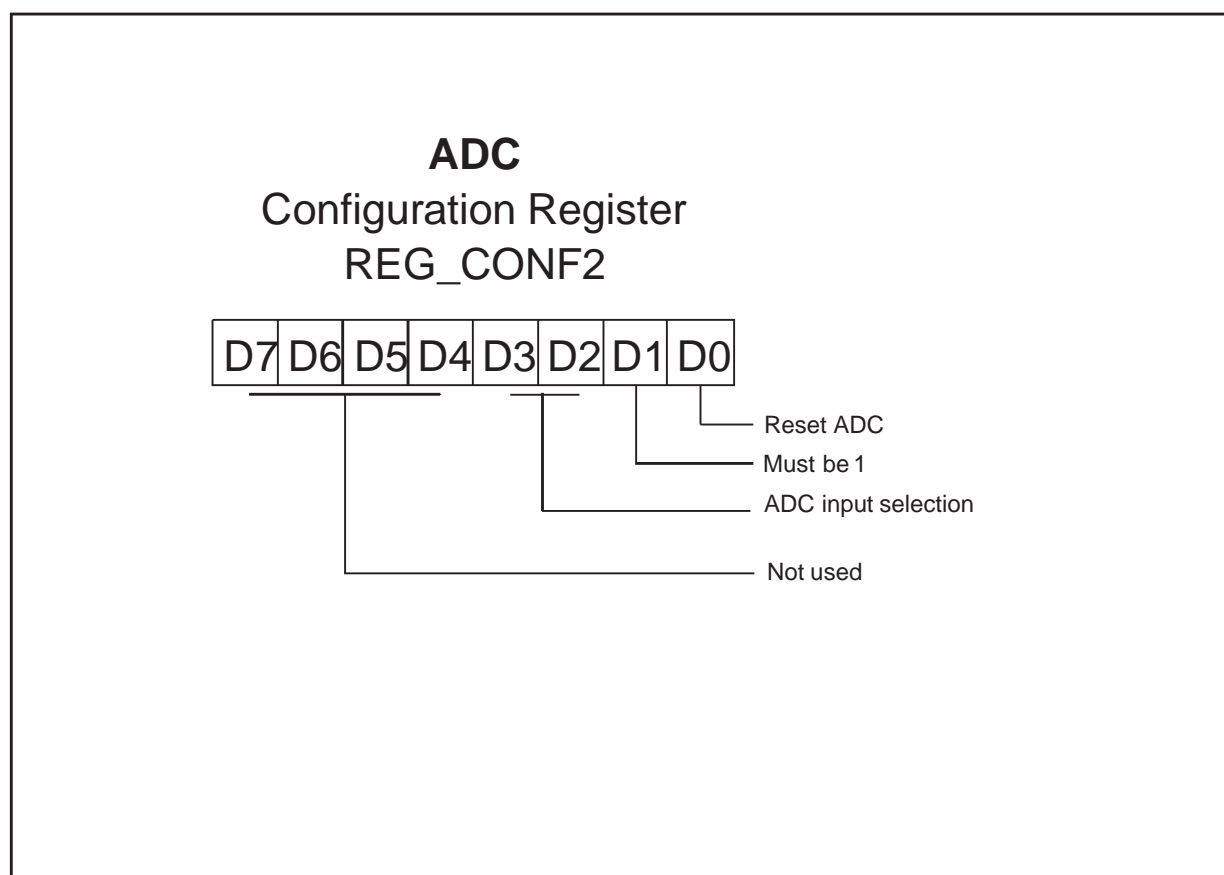 ADC
Configuration Register
REG_CONF2
D7 D6 D5 D4 D3 D2 D1 D0
Reset ADC
Must be 1
ADC input selection
Not used